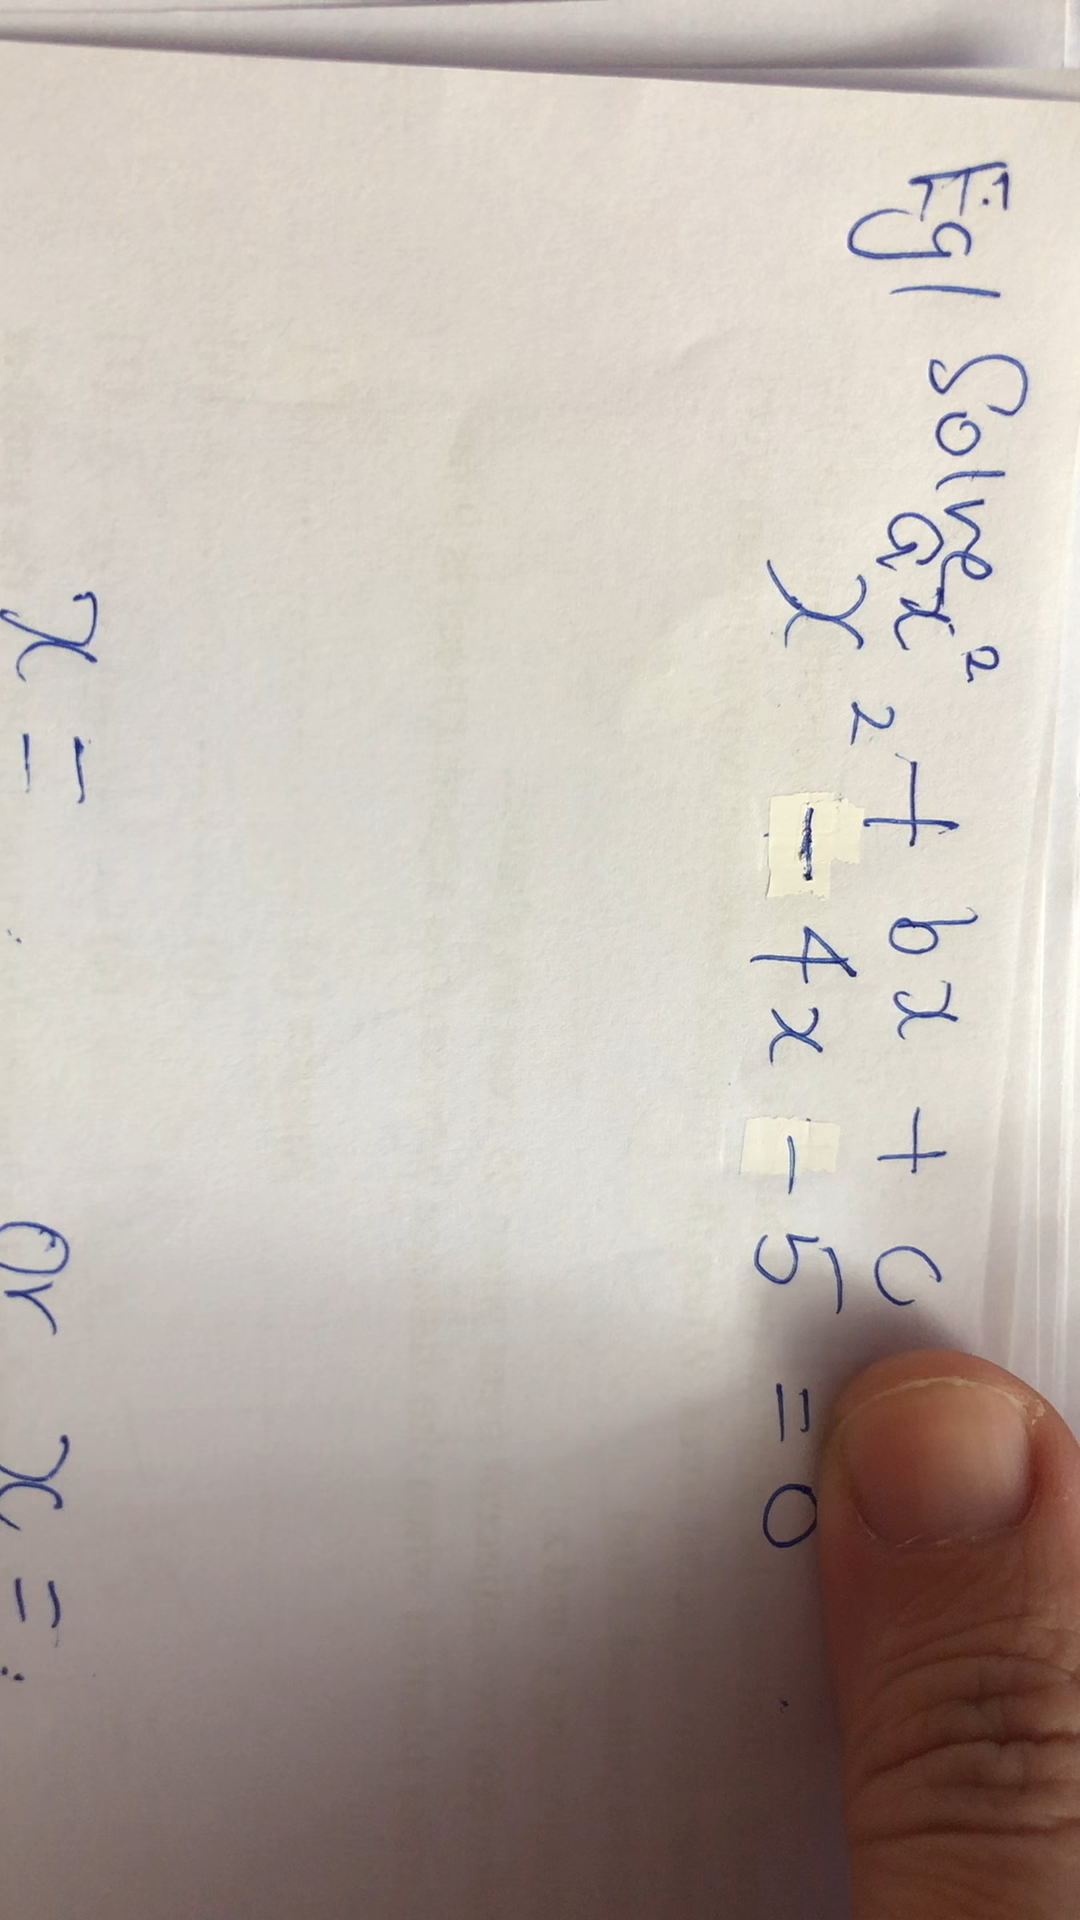 Eg1 Solve
ax² + bx + c
x² - 4x - 5 = 0
x = or x =